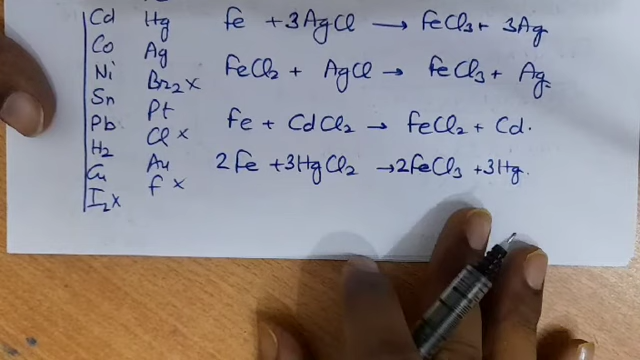 Cd
Co
Ni
Sn
Pb
H2
Cu
I2x
Hg
Ag
Br2 x
Pt
Cl x
Au
f x
fe + 3AgCl → feCl3 + 3Ag
feCl2 + AgCl → feCl3 + Ag
fe + CdCl2 → feCl2 + Cd.
2fe + 3HgCl2 → 2feCl3 + 3Hg.